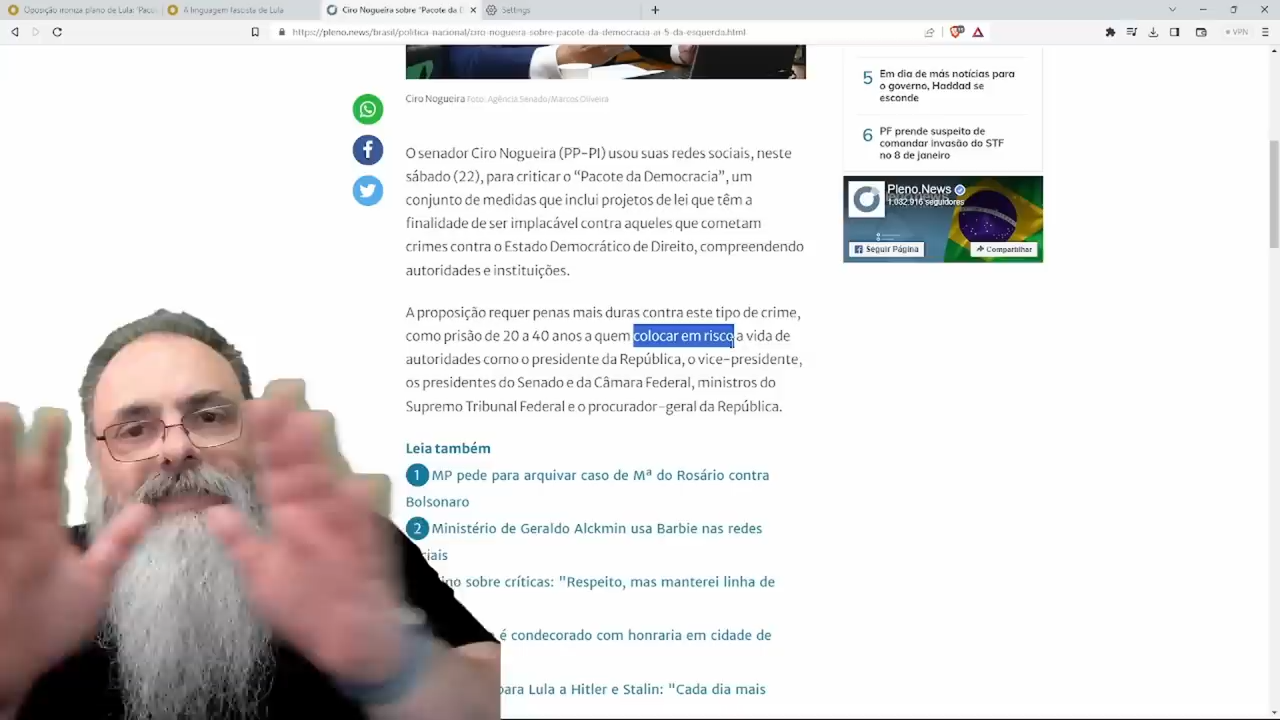 Oposição ironiza plano de Lula: 'Paco
A linguagem fascista de Lula
Ciro Nogueira sobre "Pacote da D
Settings
https://pleno.news/brasil/politica-nacional/ciro-nogueira-sobre-pacote-da-democracia-ai-5-da-esquerda.html
VPN
Ciro Nogueira Foto: Agência Senado/Marcos Oliveira
O senador Ciro Nogueira (PP-PI) usou suas redes sociais, neste
sábado (22), para criticar o “Pacote da Democracia”, um
conjunto de medidas que inclui projetos de lei que têm a
finalidade de ser implacável contra aqueles que cometam
crimes contra o Estado Democrático de Direito, compreendendo
autoridades e instituições.
A proposição requer penas mais duras contra este tipo de crime,
como prisão de 20 a 40 anos a quem colocar em risco a vida de
autoridades como o presidente da República, o vice-presidente,
os presidentes do Senado e da Câmara Federal, ministros do
Supremo Tribunal Federal e o procurador-geral da República.
Leia também
1 MP pede para arquivar caso de Mª do Rosário contra
Bolsonaro
2 Ministério de Geraldo Alckmin usa Barbie nas redes
ciais
ino sobre críticas: "Respeito, mas manterei linha de
é condecorado com honraria em cidade de
para Lula a Hitler e Stalin: "Cada dia mais
5 Em dia de más notícias para
o governo, Haddad se
esconde
6 PF prende suspeito de
comandar invasão do STF
no 8 de janeiro
Pleno.News
1.082.916 seguidores
Seguir Página
Compartilhar